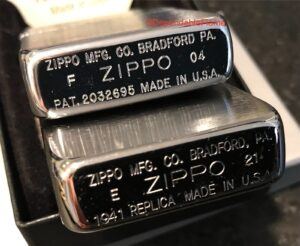 ZIPPO MFG. CO. BRADFORD PA.
F ZIPPO 04
PAT. 2032695 MADE IN U.S.A.
ZIPPO MFG. CO. BRADFORD, PA.
E ZIPPO 21
1941 REPLICA MADE IN U.S.A.